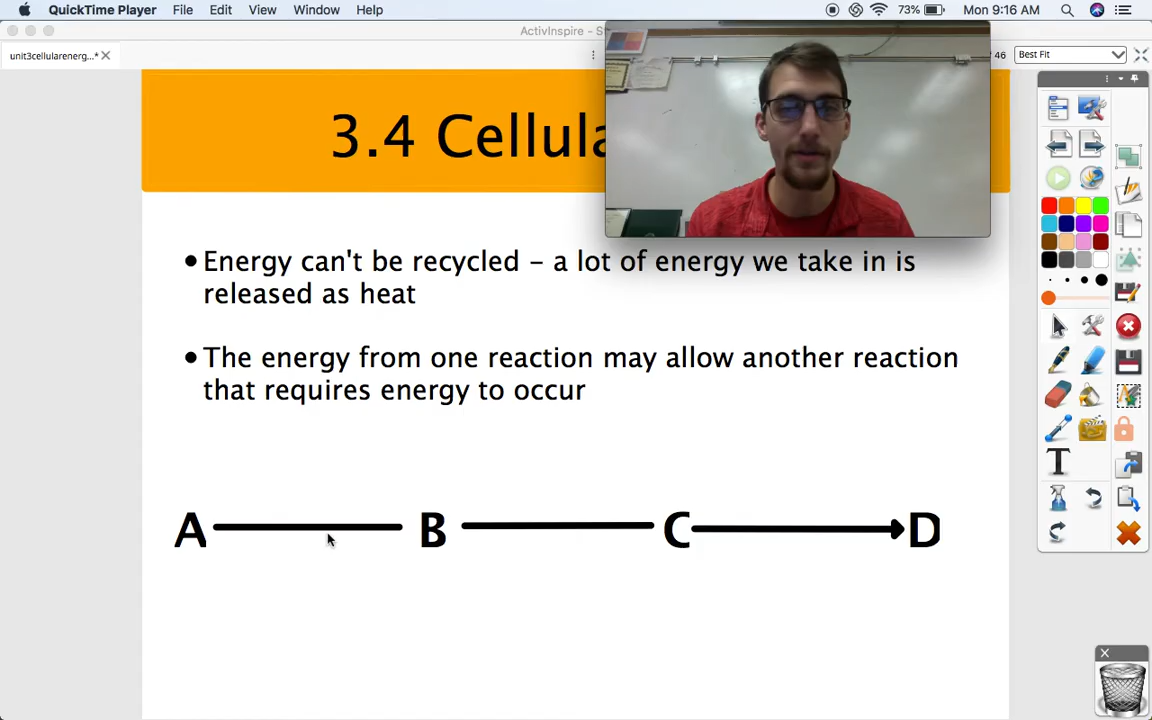 QuickTime Player File Edit View Window Help 73% Mon 9:16 AM
ActivInspire - S
unit3cellularenerg...* 46 Best Fit
3.4 Cellula
•Energy can't be recycled – a lot of energy we take in is
released as heat
•The energy from one reaction may allow another reaction
that requires energy to occur
A B C D
T